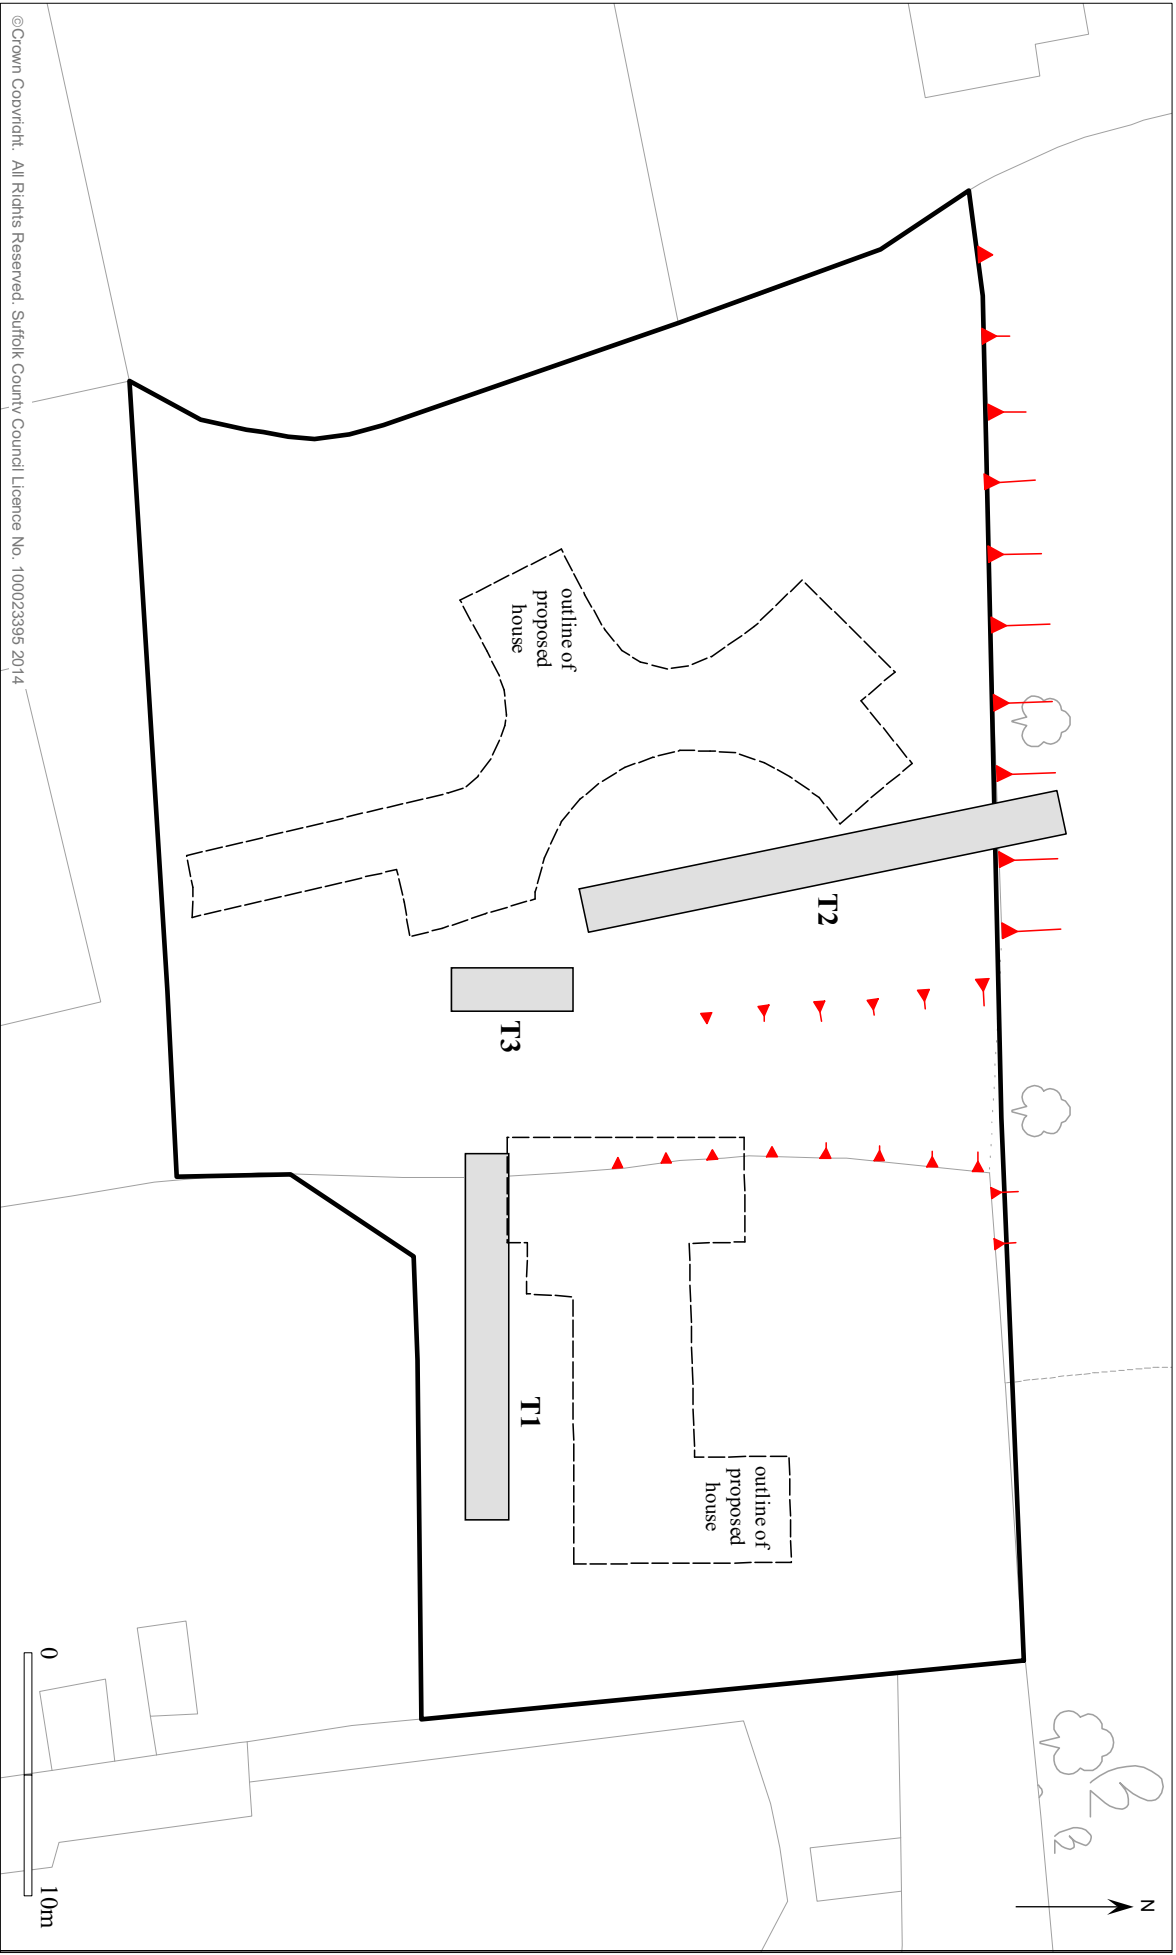 N
outline of
proposed
house
T2
T3
outline of
proposed
house
T1
0
10m
©Crown Copyright. All Rights Reserved. Suffolk County Council Licence No. 100023395 2014